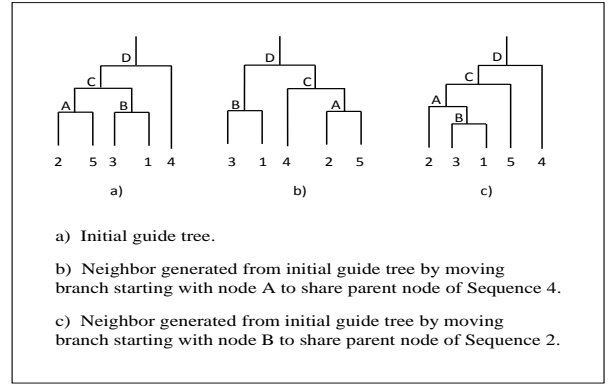 D
D
D
C
C
C
A
B
B
A
A
B
2 5 3 1 4
3 1 4 2 5
2 3 1 5 4
a)
b)
c)
a) Initial guide tree.
b) Neighbor generated from initial guide tree by moving
branch starting with node A to share parent node of Sequence 4.
c) Neighbor generated from initial guide tree by moving
branch starting with node B to share parent node of Sequence 2.